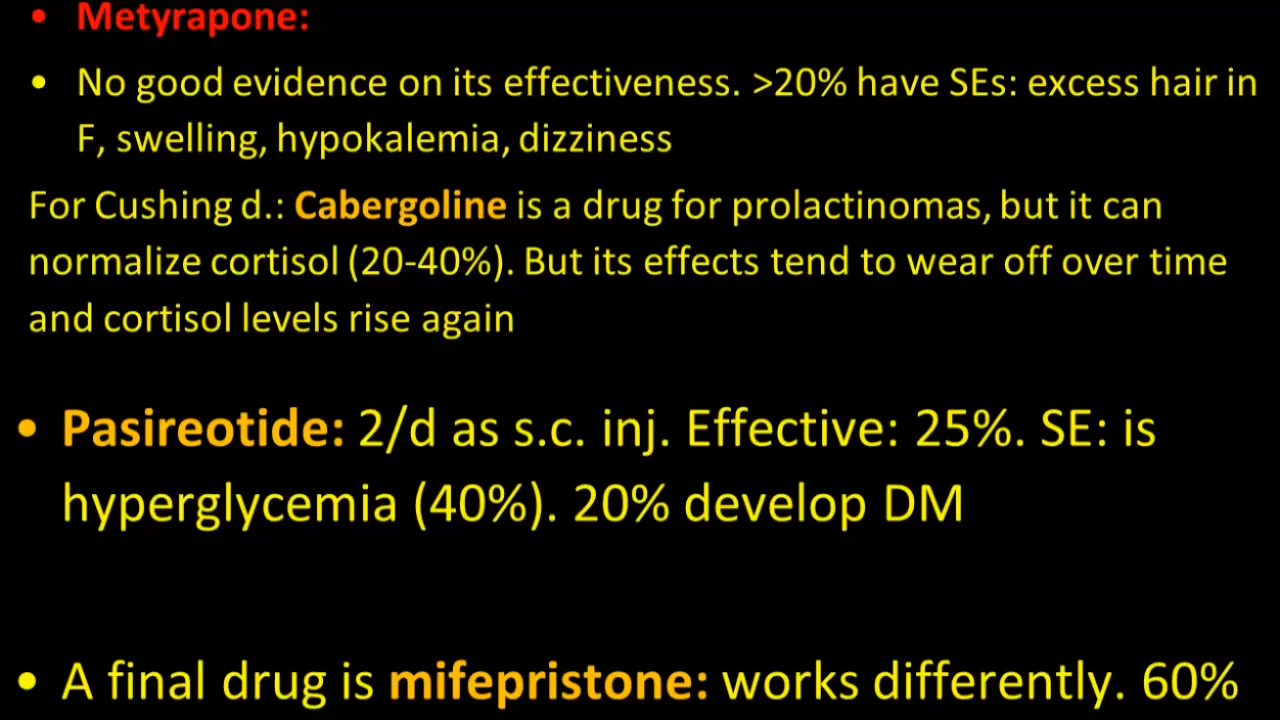 • Metyrapone:
• No good evidence on its effectiveness. >20% have SEs: excess hair in
F, swelling, hypokalemia, dizziness
For Cushing d.: Cabergoline is a drug for prolactinomas, but it can
normalize cortisol (20-40%). But its effects tend to wear off over time
and cortisol levels rise again
• Pasireotide: 2/d as s.c. inj. Effective: 25%. SE: is
hyperglycemia (40%). 20% develop DM
• A final drug is mifepristone: works differently. 60%